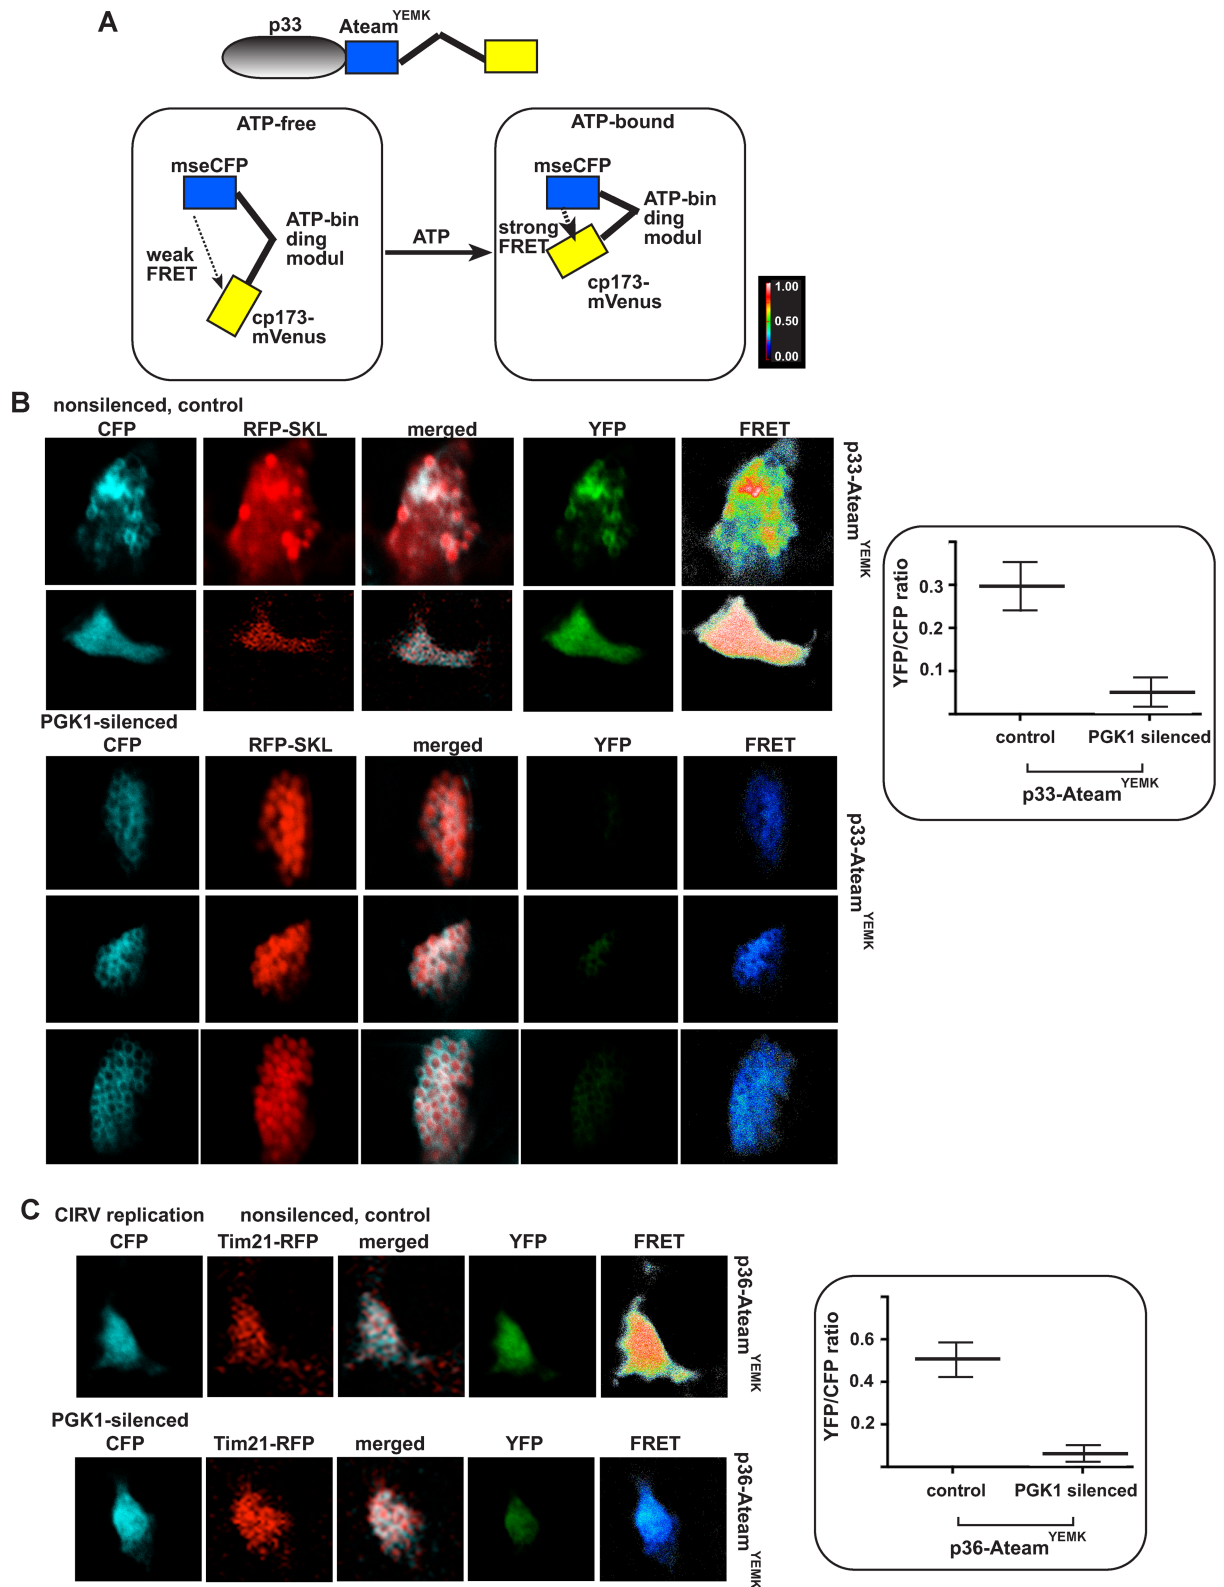 A
p33
Ateam^YEMK
ATP-free
mseCFP
ATP-bin
ding
modul
weak
FRET
cp173-
mVenus
ATP
ATP-bound
mseCFP
ATP-bin
ding
modul
strong
FRET
cp173-
mVenus
1.00
0.50
0.00
B
nonsilenced, control
CFP
RFP-SKL
merged
YFP
FRET
p33-Ateam^YEMK
PGK1-silenced
CFP
RFP-SKL
merged
YFP
FRET
p33-Ateam^YEMK
YFP/CFP ratio
0.3
0.2
0.1
control
PGK1 silenced
p33-Ateam^YEMK
C
CIRV replication
nonsilenced, control
CFP
Tim21-RFP
merged
YFP
FRET
p36-Ateam^YEMK
PGK1-silenced
CFP
Tim21-RFP
merged
YFP
FRET
p36-Ateam^YEMK
YFP/CFP ratio
0.6
0.4
0.2
control
PGK1 silenced
p36-Ateam^YEMK